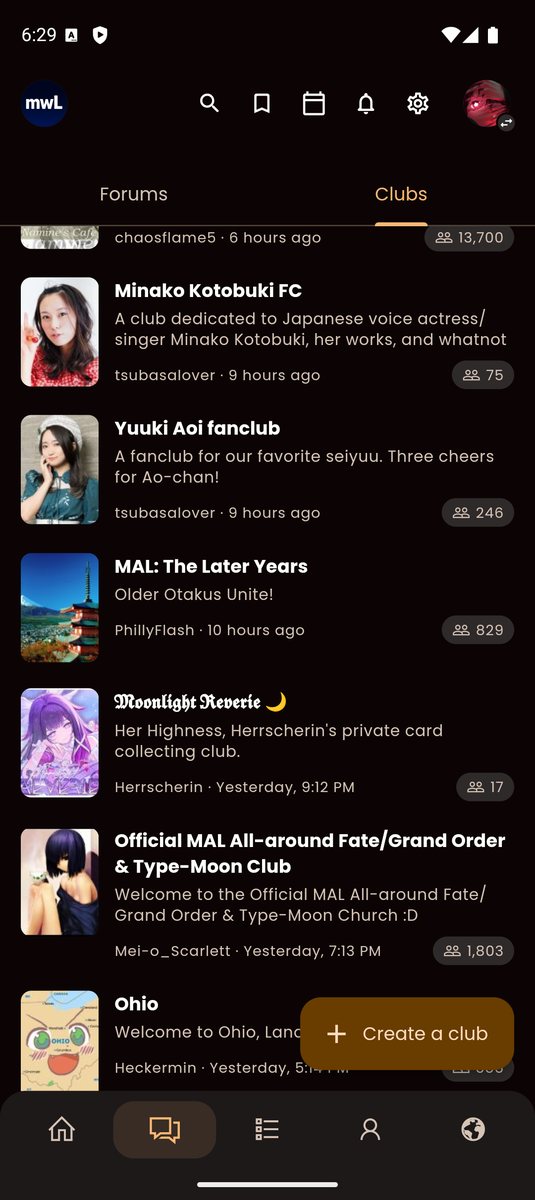 6:29
A
mwL
Forums
Clubs
Namine's Cafe
chaosflame5 · 6 hours ago
13,700
Minako Kotobuki FC
A club dedicated to Japanese voice actress/
singer Minako Kotobuki, her works, and whatnot
tsubasalover · 9 hours ago
75
Yuuki Aoi fanclub
A fanclub for our favorite seiyuu. Three cheers
for Ao-chan!
tsubasalover · 9 hours ago
246
MAL: The Later Years
Older Otakus Unite!
PhillyFlash · 10 hours ago
829
𝕸𝖔𝖔𝖓𝖑𝖎𝖌𝖍𝖙 𝕽𝖊𝖛𝖊𝖗𝖎𝖊 🌙
Her Highness, Herrscherin's private card
collecting club.
Herrscherin · Yesterday, 9:12 PM
17
Official MAL All-around Fate/Grand Order
& Type-Moon Club
Welcome to the Official MAL All-around Fate/
Grand Order & Type-Moon Church :D
Mei-o_Scarlett · Yesterday, 7:13 PM
1,803
OHIO
Ohio
Welcome to Ohio,
Heckermin · Yesterday,
Create a club